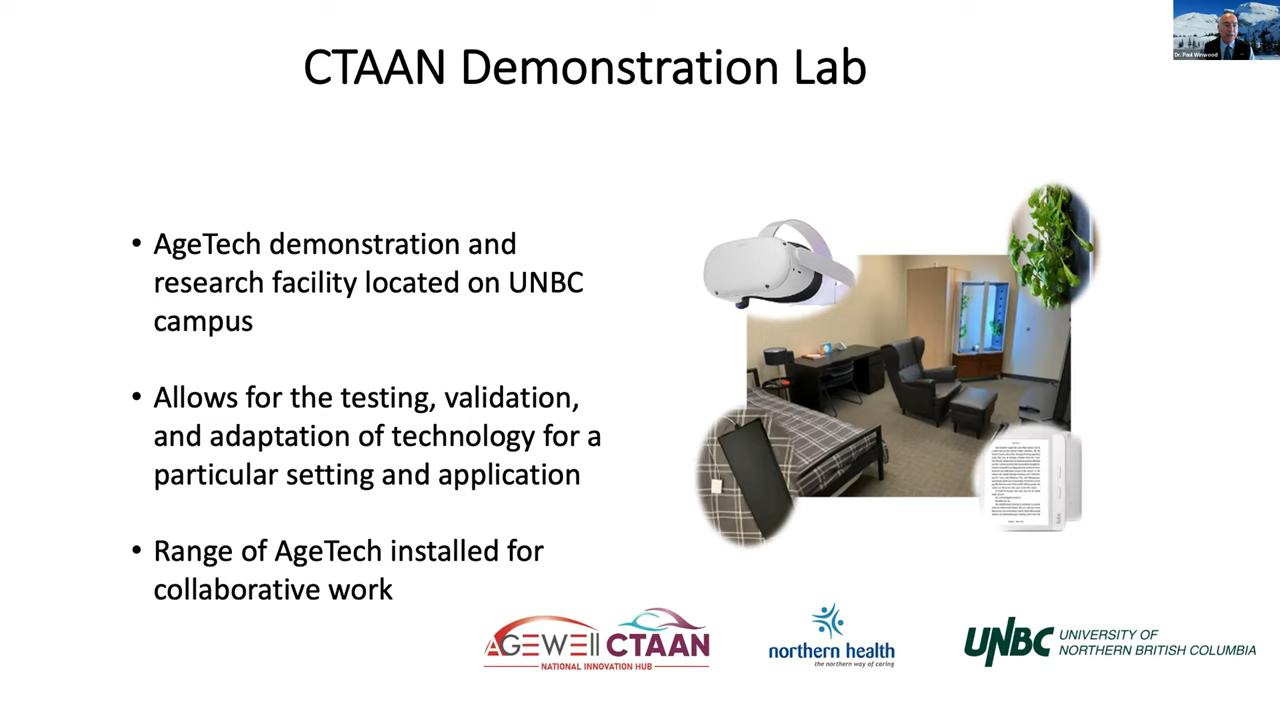 CTAAN Demonstration Lab
Dr. Paul Winwood
• AgeTech demonstration and
research facility located on UNBC
campus
• Allows for the testing, validation,
and adaptation of technology for a
particular setting and application
• Range of AgeTech installed for
collaborative work
AGEWELL CTAAN
NATIONAL INNOVATION HUB
northern health
the northern way of caring
UNBC UNIVERSITY OF
NORTHERN BRITISH COLUMBIA